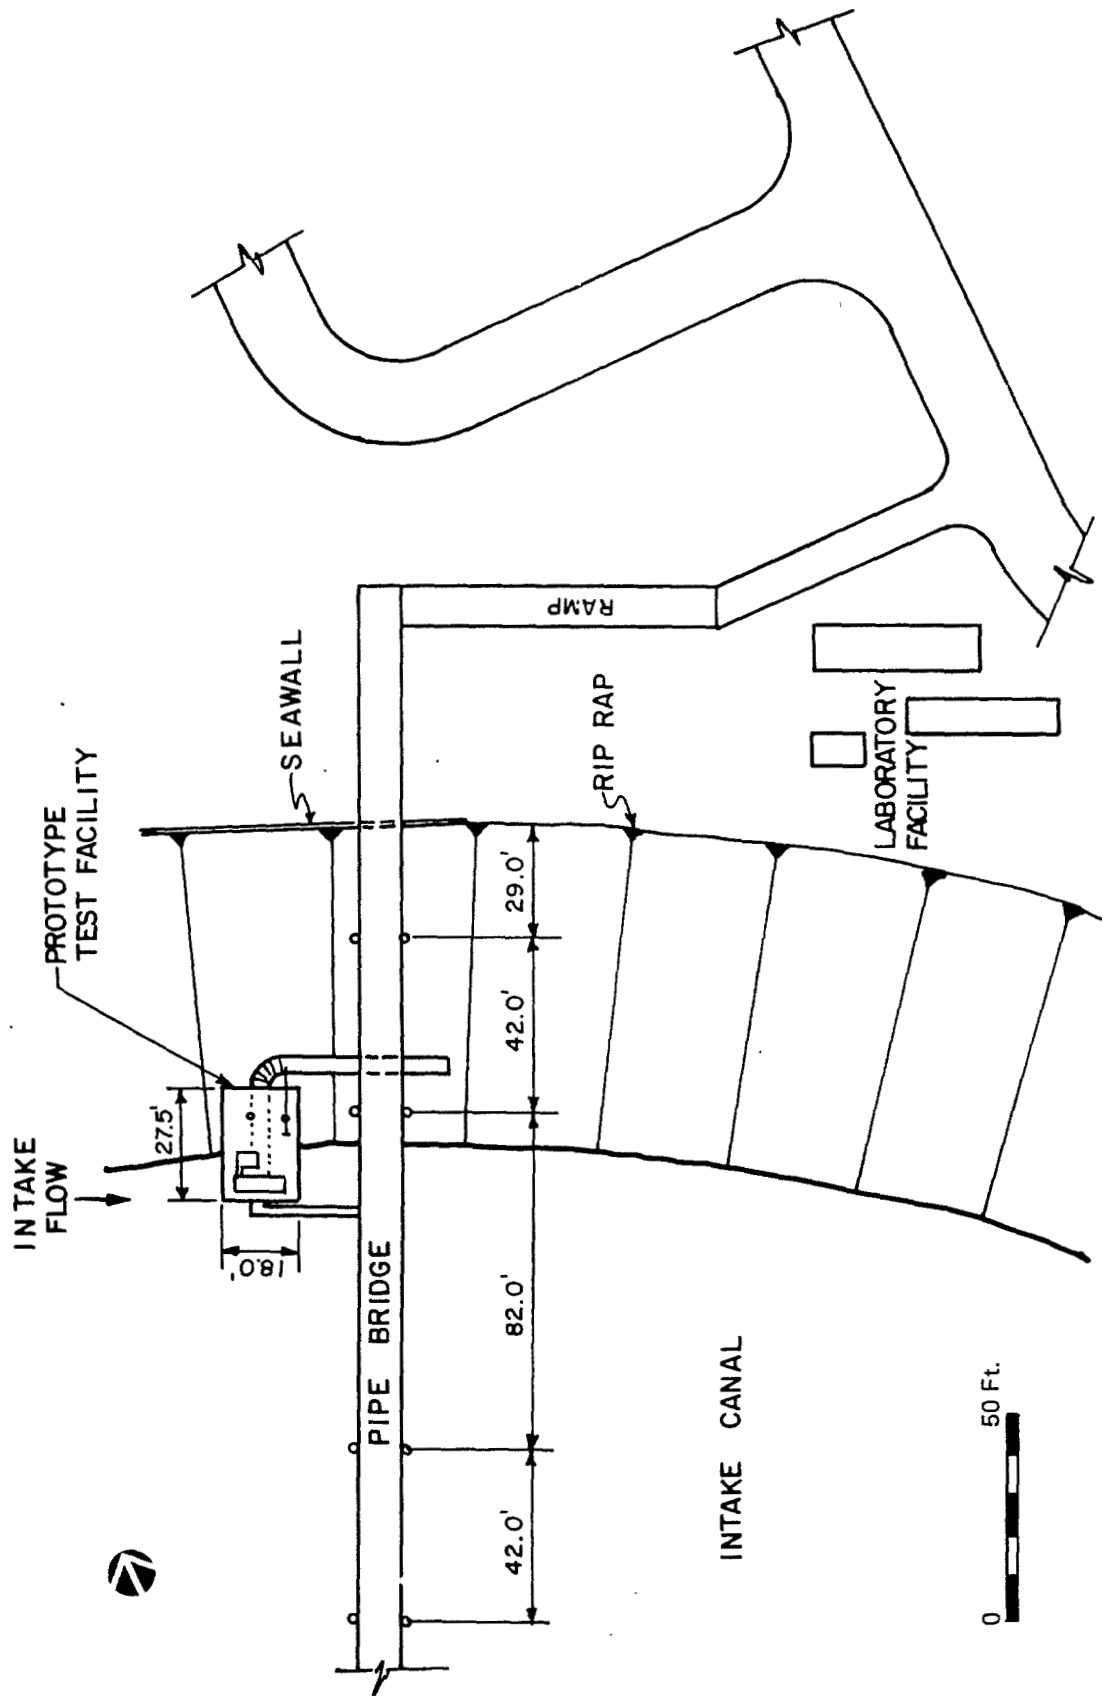 INTAKE
FLOW
PROTOTYPE
TEST FACILITY
27.5'
18.0'
SEAWALL
PIPE BRIDGE
RAMP
RIP RAP
42.0'
82.0'
42.0'
29.0'
LABORATORY
FACILITY
INTAKE CANAL
0
50 Ft.